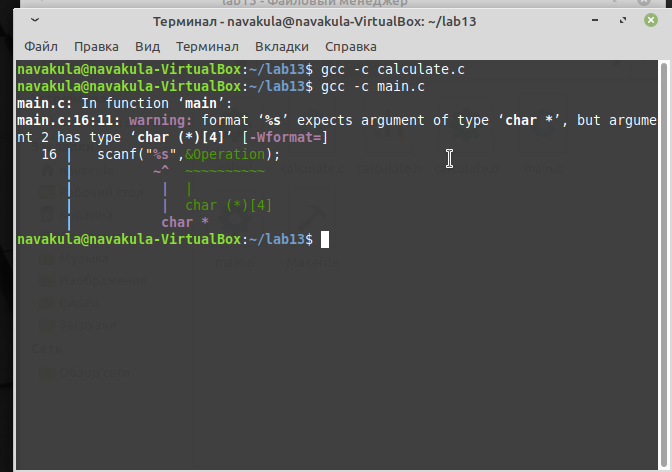 lab13 - Файловый менеджер
Терминал - navakula@navakula-VirtualBox: ~/lab13
Файл Правка Вид Терминал Вкладки Справка
navakula@navakula-VirtualBox:~/lab13$ gcc -c calculate.c
navakula@navakula-VirtualBox:~/lab13$ gcc -c main.c
main.c: In function ‘main’:
main.c:16:11: warning: format ‘%s’ expects argument of type ‘char *’, but argume
nt 2 has type ‘char (*)[4]’ [-Wformat=]
16 | scanf("%s",&Operation);
| ~^ ~~~~~~~~~~
| | |
| | char (*)[4]
| char *
navakula@navakula-VirtualBox:~/lab13$